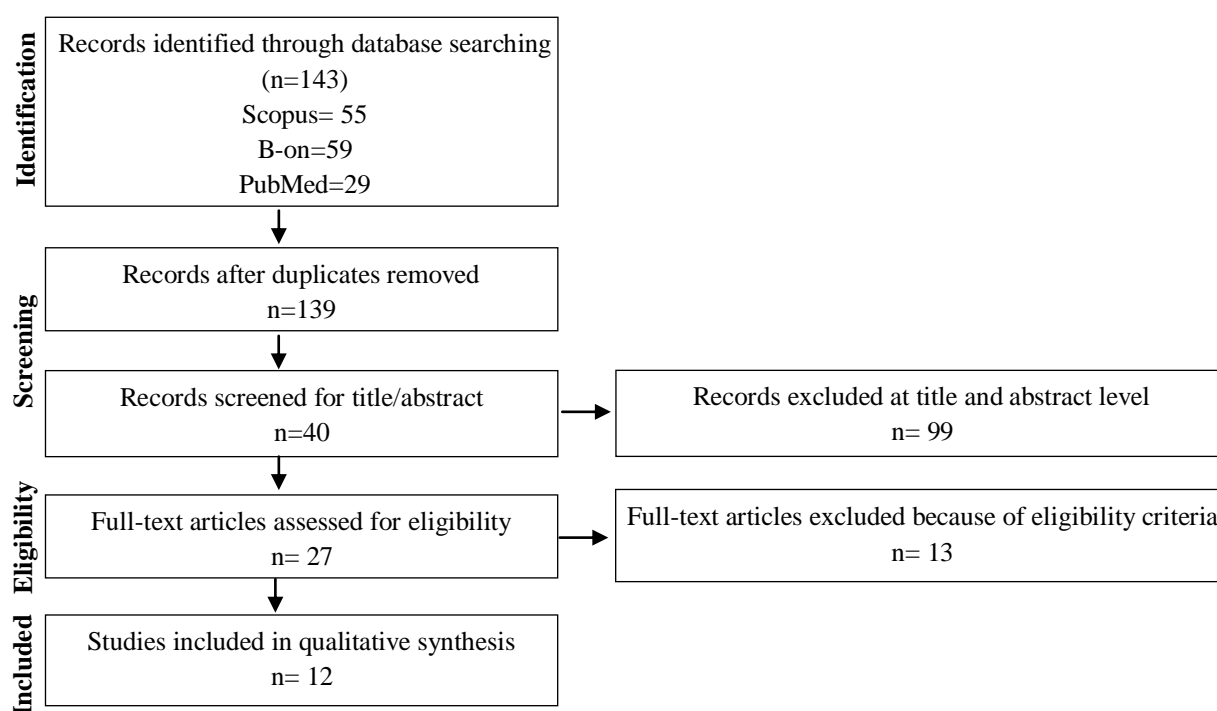 Identification
Records identified through database searching
(n=143)
Scopus= 55
B-on=59
PubMed=29
Screening
Records after duplicates removed
n=139
Records screened for title/abstract
n=40
Records excluded at title and abstract level
n= 99
Eligibility
Full-text articles assessed for eligibility
n= 27
Full-text articles excluded because of eligibility criteria
n= 13
Included
Studies included in qualitative synthesis
n= 12